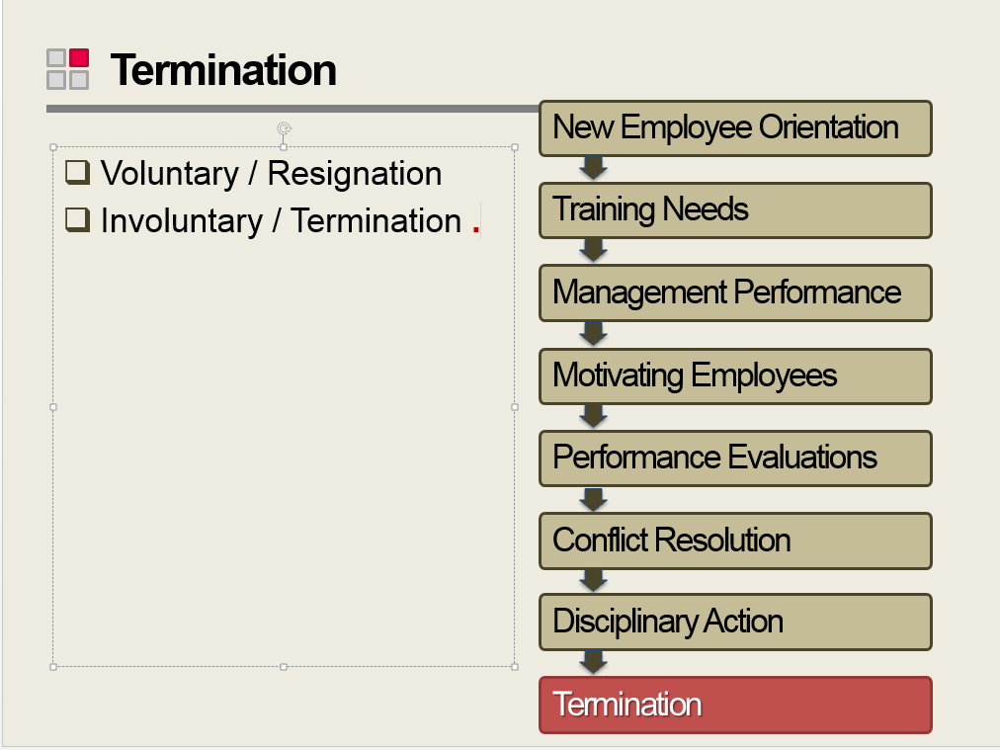 Termination
Voluntary / Resignation
Involuntary / Termination .
New Employee Orientation
Training Needs
Management Performance
Motivating Employees
Performance Evaluations
Conflict Resolution
Disciplinary Action
Termination